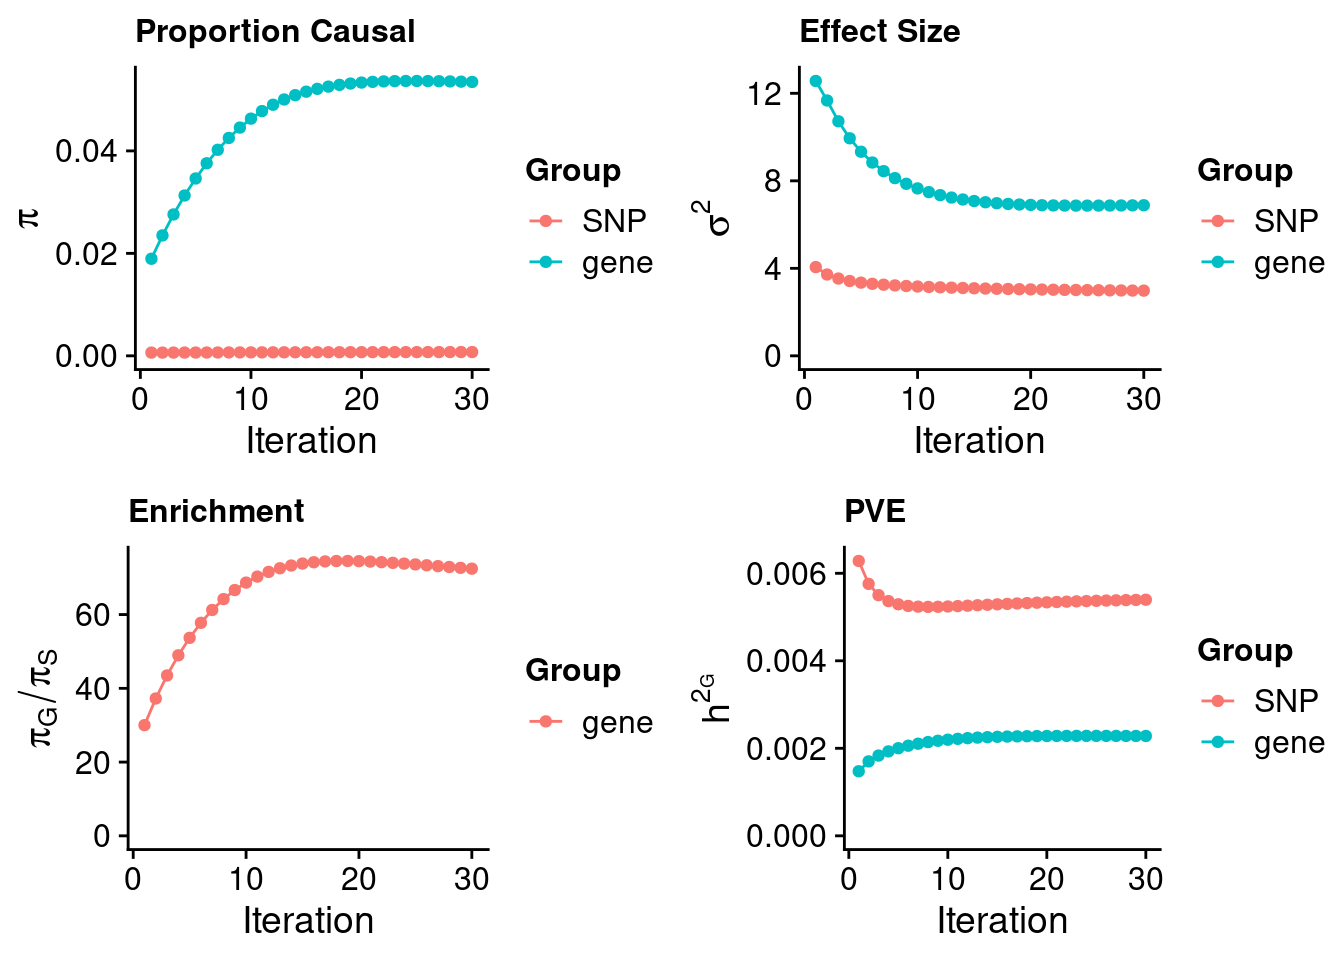 Proportion Causal
π
0.04
0.02
0.00
0 10 20 30
Iteration
Group
SNP
gene
Effect Size
σ²
12
8
4
0
0 10 20 30
Iteration
Group
SNP
gene
Enrichment
π_G/π_S
60
40
20
0
0 10 20 30
Iteration
Group
gene
PVE
h^2_G
0.006
0.004
0.002
0.000
0 10 20 30
Iteration
Group
SNP
gene